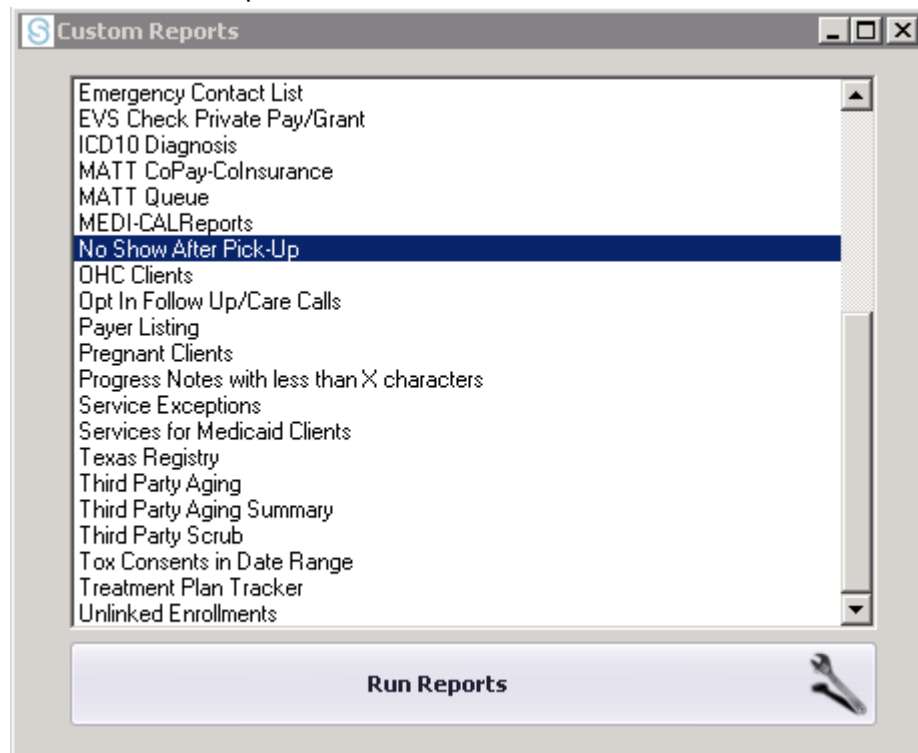 Custom Reports
Emergency Contact List
EVS Check Private Pay/Grant
ICD10 Diagnosis
MATT CoPay-CoInsurance
MATT Queue
MEDI-CALReports
No Show After Pick-Up
OHC Clients
Opt In Follow Up/Care Calls
Payer Listing
Pregnant Clients
Progress Notes with less than X characters
Service Exceptions
Services for Medicaid Clients
Texas Registry
Third Party Aging
Third Party Aging Summary
Third Party Scrub
Tox Consents in Date Range
Treatment Plan Tracker
Unlinked Enrollments
Run Reports